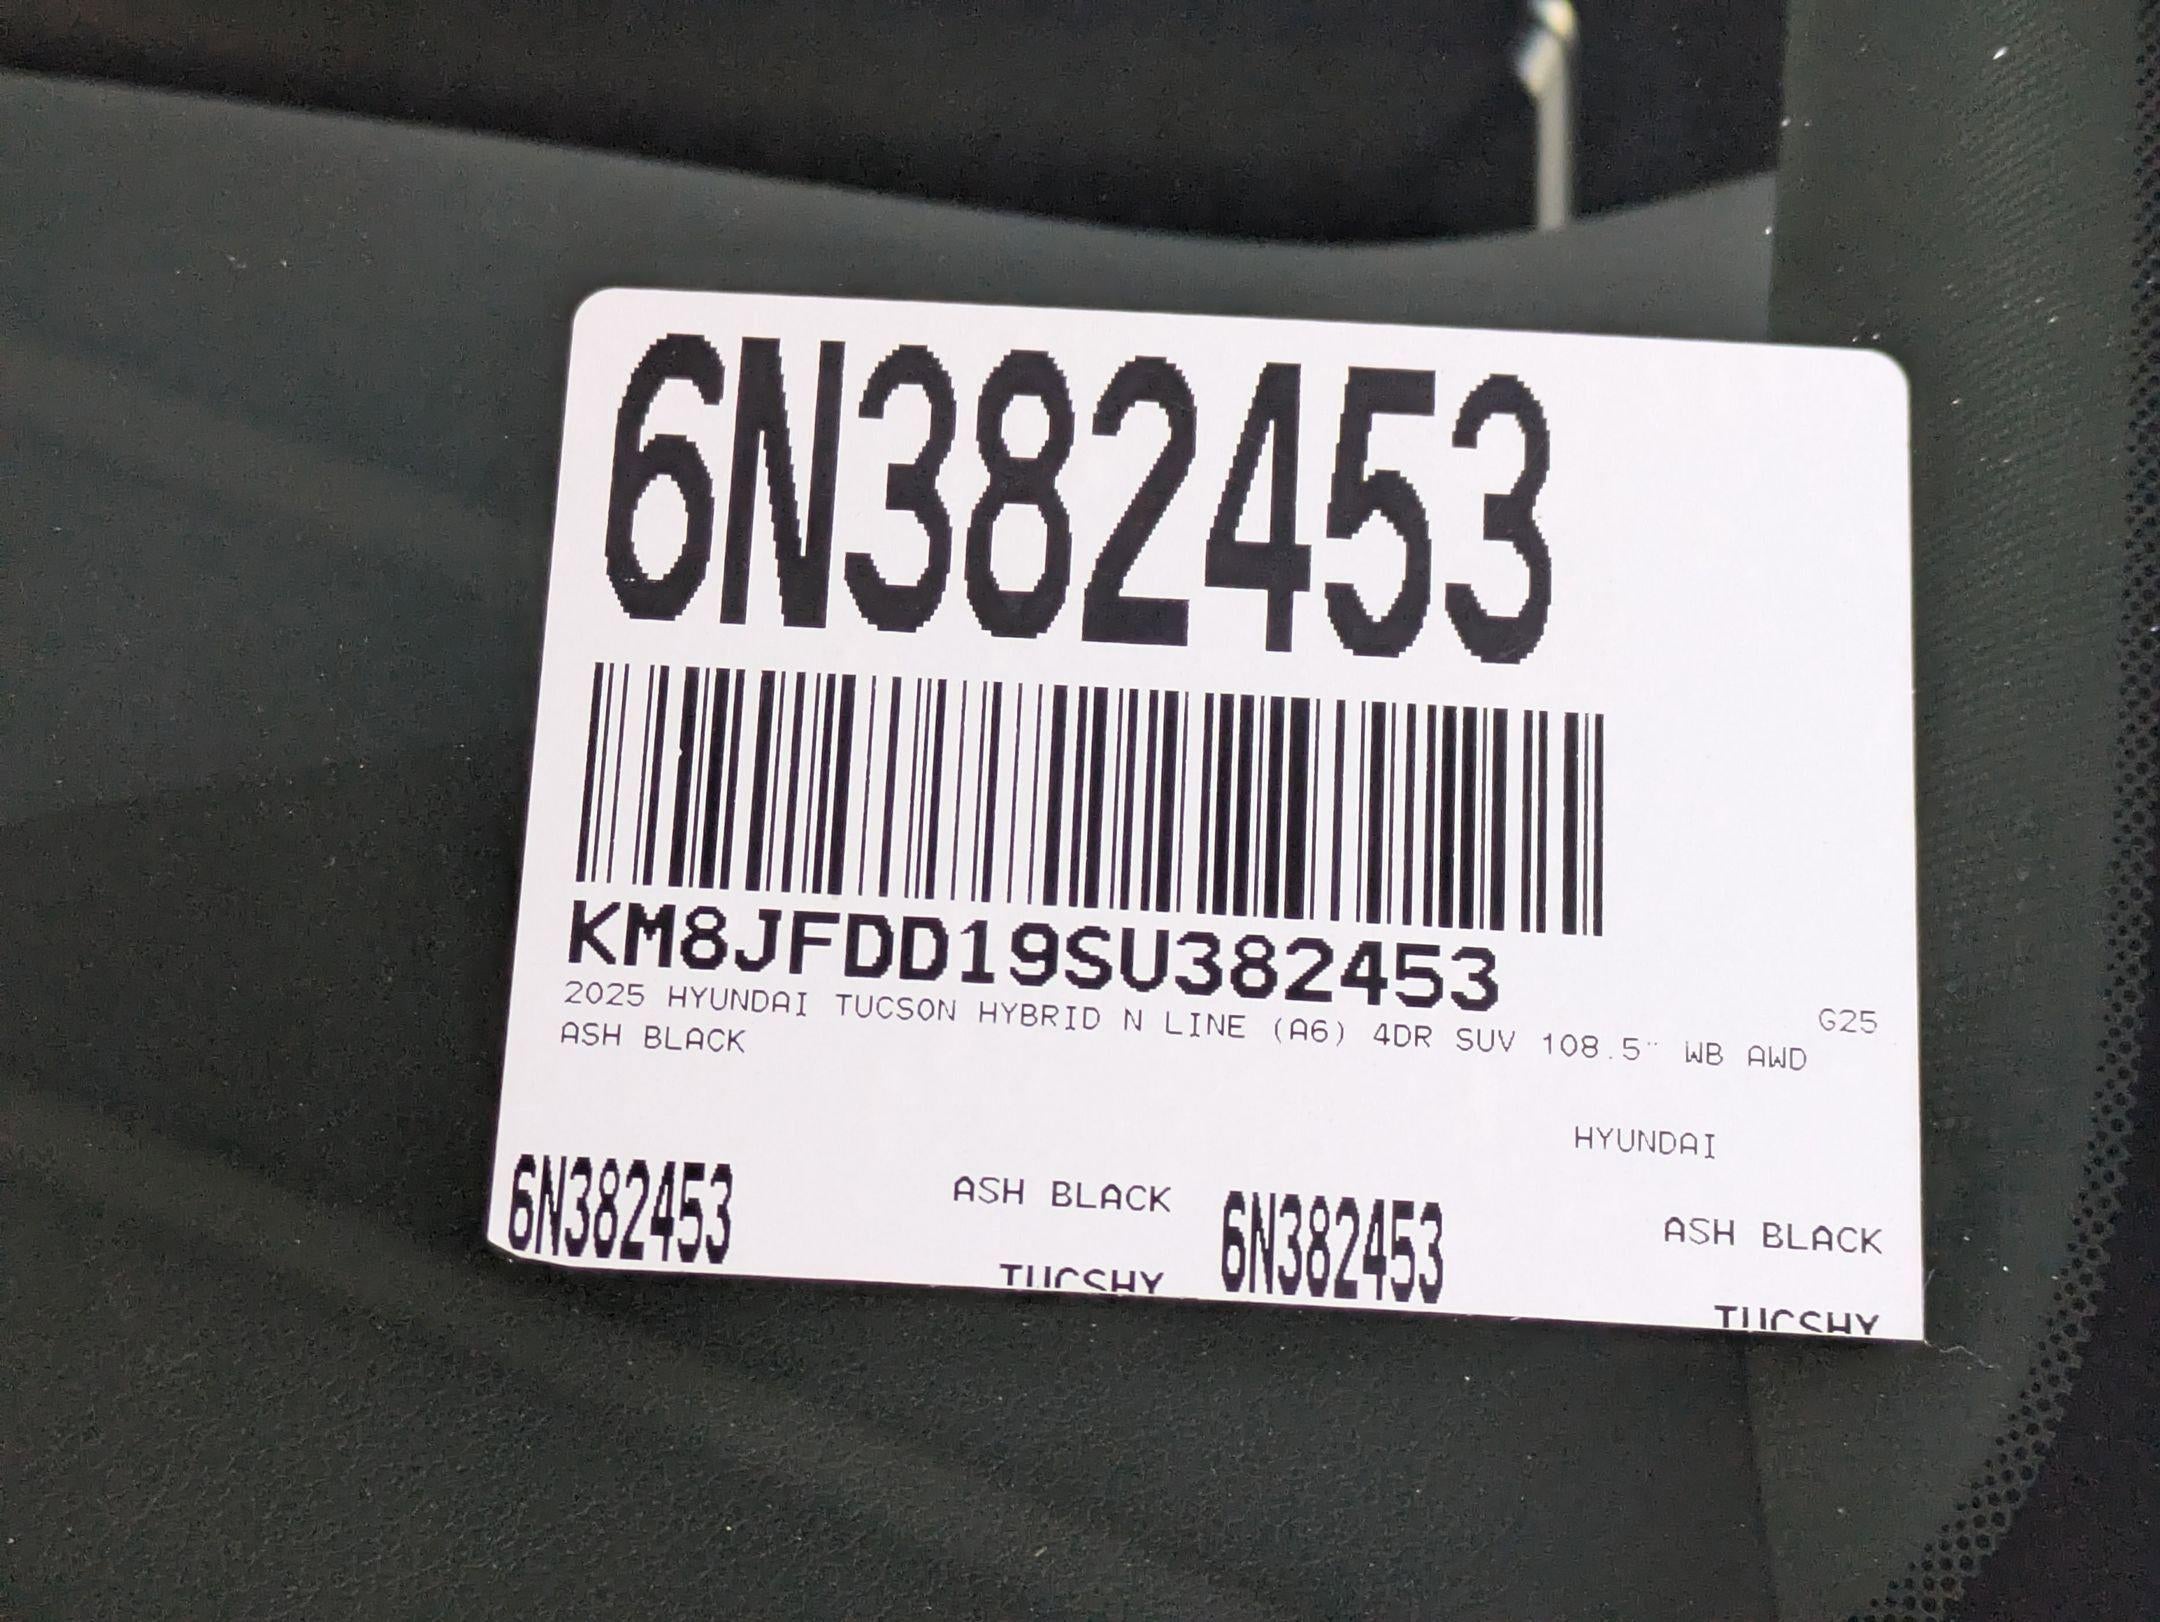 6N382453
KM8JFDD19SU382453
2025 HYUNDAI TUCSON HYBRID N LINE (A6) 4DR SUV 108.5" WB AWD G25
ASH BLACK
HYUNDAI
6N382453 ASH BLACK 6N382453 ASH BLACK
TUCSHY TUCSHY